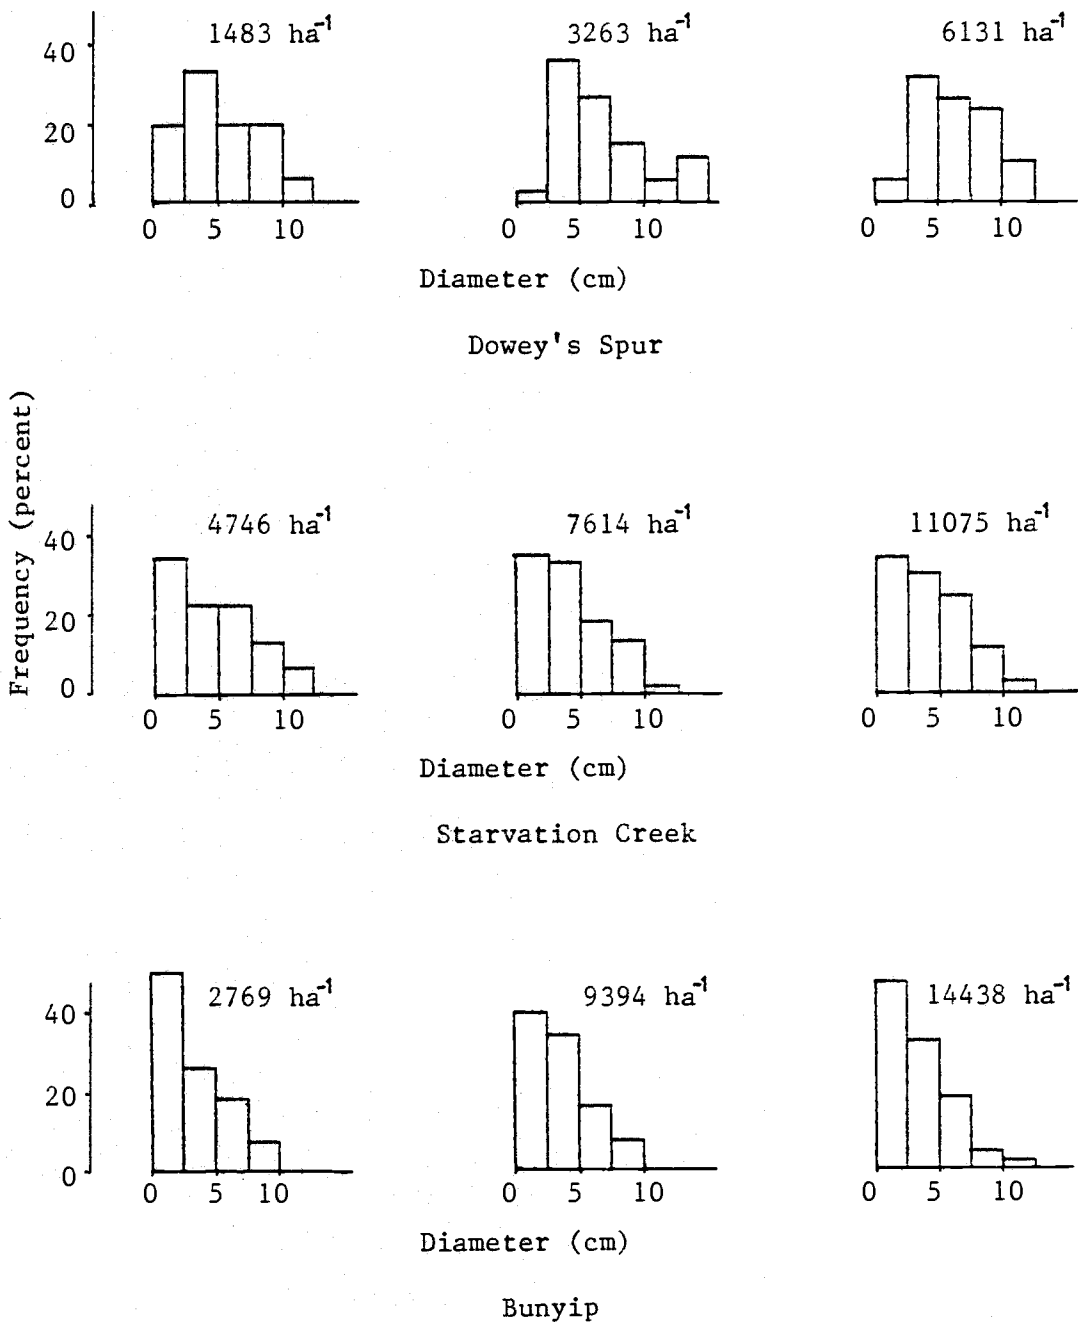 1483 ha⁻¹ 3263 ha⁻¹ 6131 ha⁻¹
40
20
0
0 5 10 0 5 10 0 5 10
Diameter (cm)
Dowey's Spur
Frequency (percent)
4746 ha⁻¹ 7614 ha⁻¹ 11075 ha⁻¹
40
20
0
0 5 10 0 5 10 0 5 10
Diameter (cm)
Starvation Creek
2769 ha⁻¹ 9394 ha⁻¹ 14438 ha⁻¹
40
20
0
0 5 10 0 5 10 0 5 10
Diameter (cm)
Bunyip